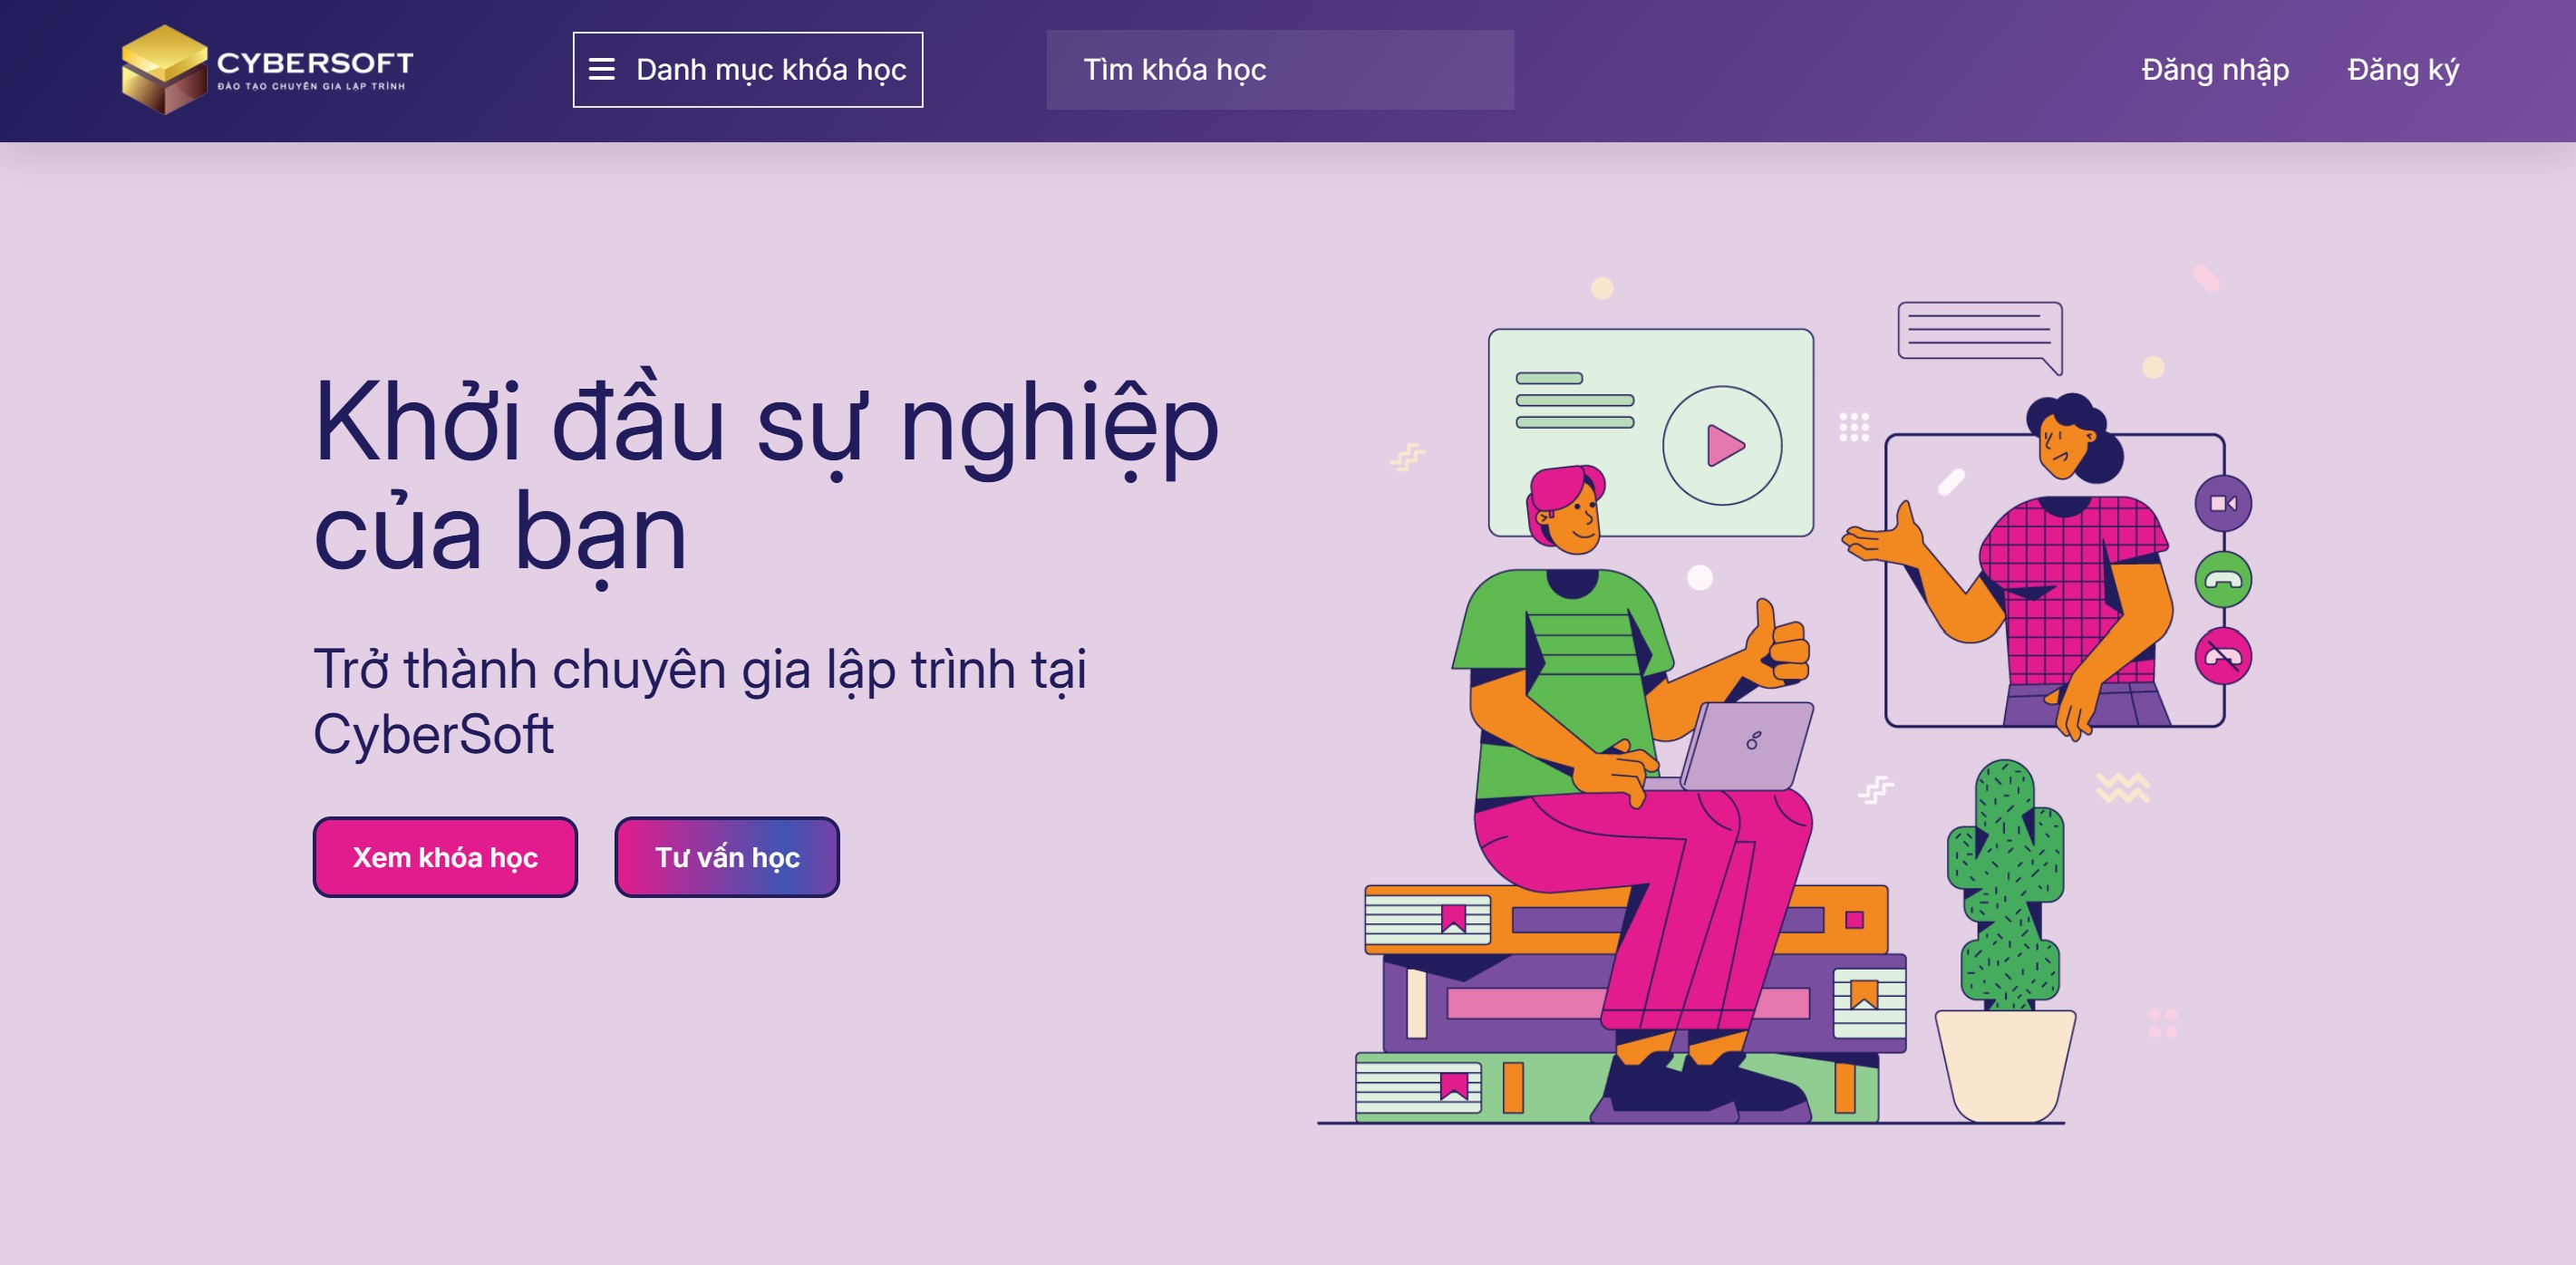 CYBERSOFT
ĐÀO TẠO CHUYÊN GIA LẬP TRÌNH
Danh mục khóa học
Tìm khóa học
Đăng nhập
Đăng ký
Khởi đầu sự nghiệp
của bạn
Trở thành chuyên gia lập trình tại
CyberSoft
Xem khóa học
Tư vấn học